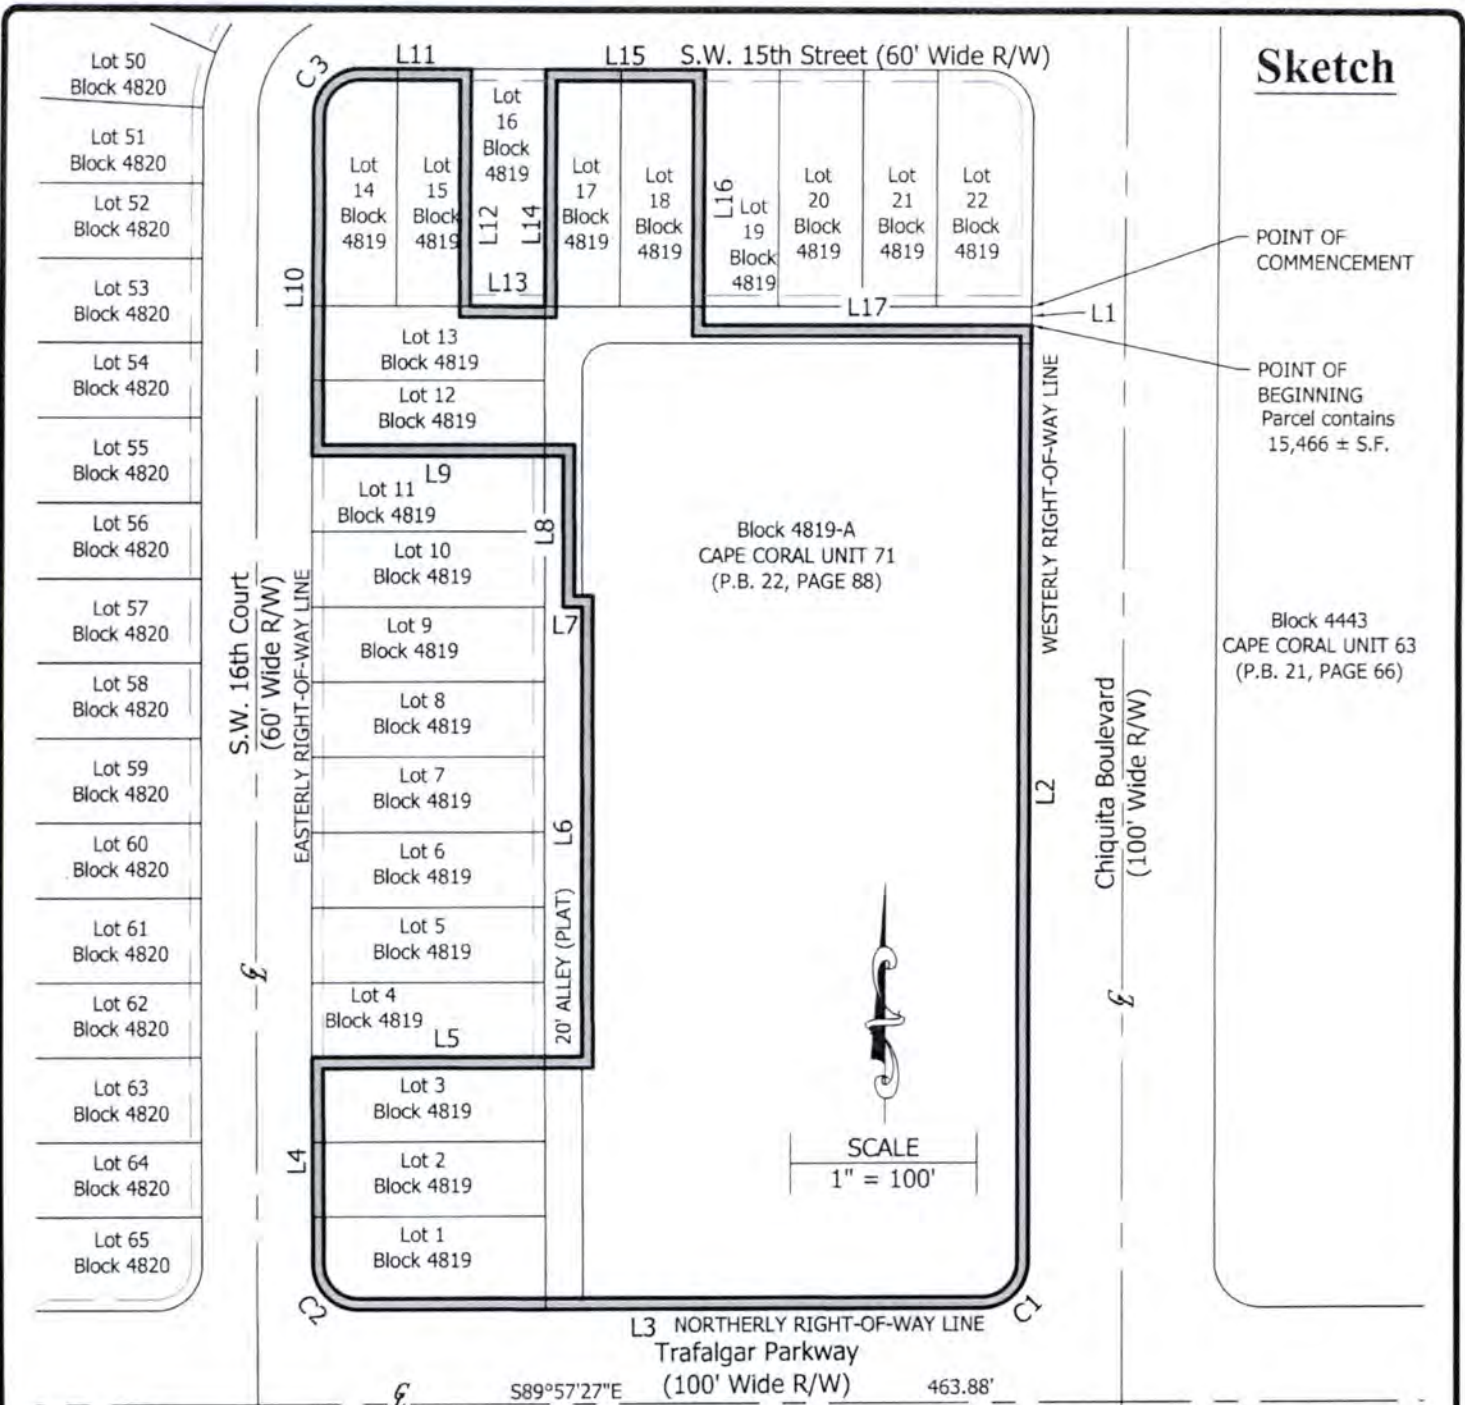 Sketch
S.W. 15th Street (60' Wide R/W)
L11
L15
C3
Lot 50
Block 4820
Lot 51
Block 4820
Lot 52
Block 4820
Lot 53
Block 4820
Lot 54
Block 4820
Lot 55
Block 4820
Lot 56
Block 4820
Lot 57
Block 4820
Lot 58
Block 4820
Lot 59
Block 4820
Lot 60
Block 4820
Lot 61
Block 4820
Lot 62
Block 4820
Lot 63
Block 4820
Lot 64
Block 4820
Lot 65
Block 4820
S.W. 16th Court
(60' Wide R/W)
EASTERLY RIGHT-OF-WAY LINE
L10
Lot
14
Block
4819
Lot
15
Block
4819
L12
Lot
16
Block
4819
L14
L13
Lot
17
Block
4819
Lot
18
Block
4819
L16
Lot
19
Block
4819
Lot
20
Block
4819
Lot
21
Block
4819
Lot
22
Block
4819
L17
L1
POINT OF
COMMENCEMENT
POINT OF
BEGINNING
Parcel contains
15,466 ± S.F.
Lot 13
Block 4819
Lot 12
Block 4819
L9
Lot 11
Block 4819
L8
Lot 10
Block 4819
L7
Lot 9
Block 4819
Lot 8
Block 4819
Lot 7
Block 4819
L6
Lot 6
Block 4819
Lot 5
Block 4819
20' ALLEY (PLAT)
Lot 4
Block 4819
L5
Lot 3
Block 4819
L4
Lot 2
Block 4819
Lot 1
Block 4819
C2
Block 4819-A
CAPE CORAL UNIT 71
(P.B. 22, PAGE 88)
WESTERLY RIGHT-OF-WAY LINE
L2
Chiquita Boulevard
(100' Wide R/W)
Block 4443
CAPE CORAL UNIT 63
(P.B. 21, PAGE 66)
SCALE
1" = 100'
C1
L3 NORTHERLY RIGHT-OF-WAY LINE
Trafalgar Parkway
(100' Wide R/W)
S89°57'27"E
463.88'